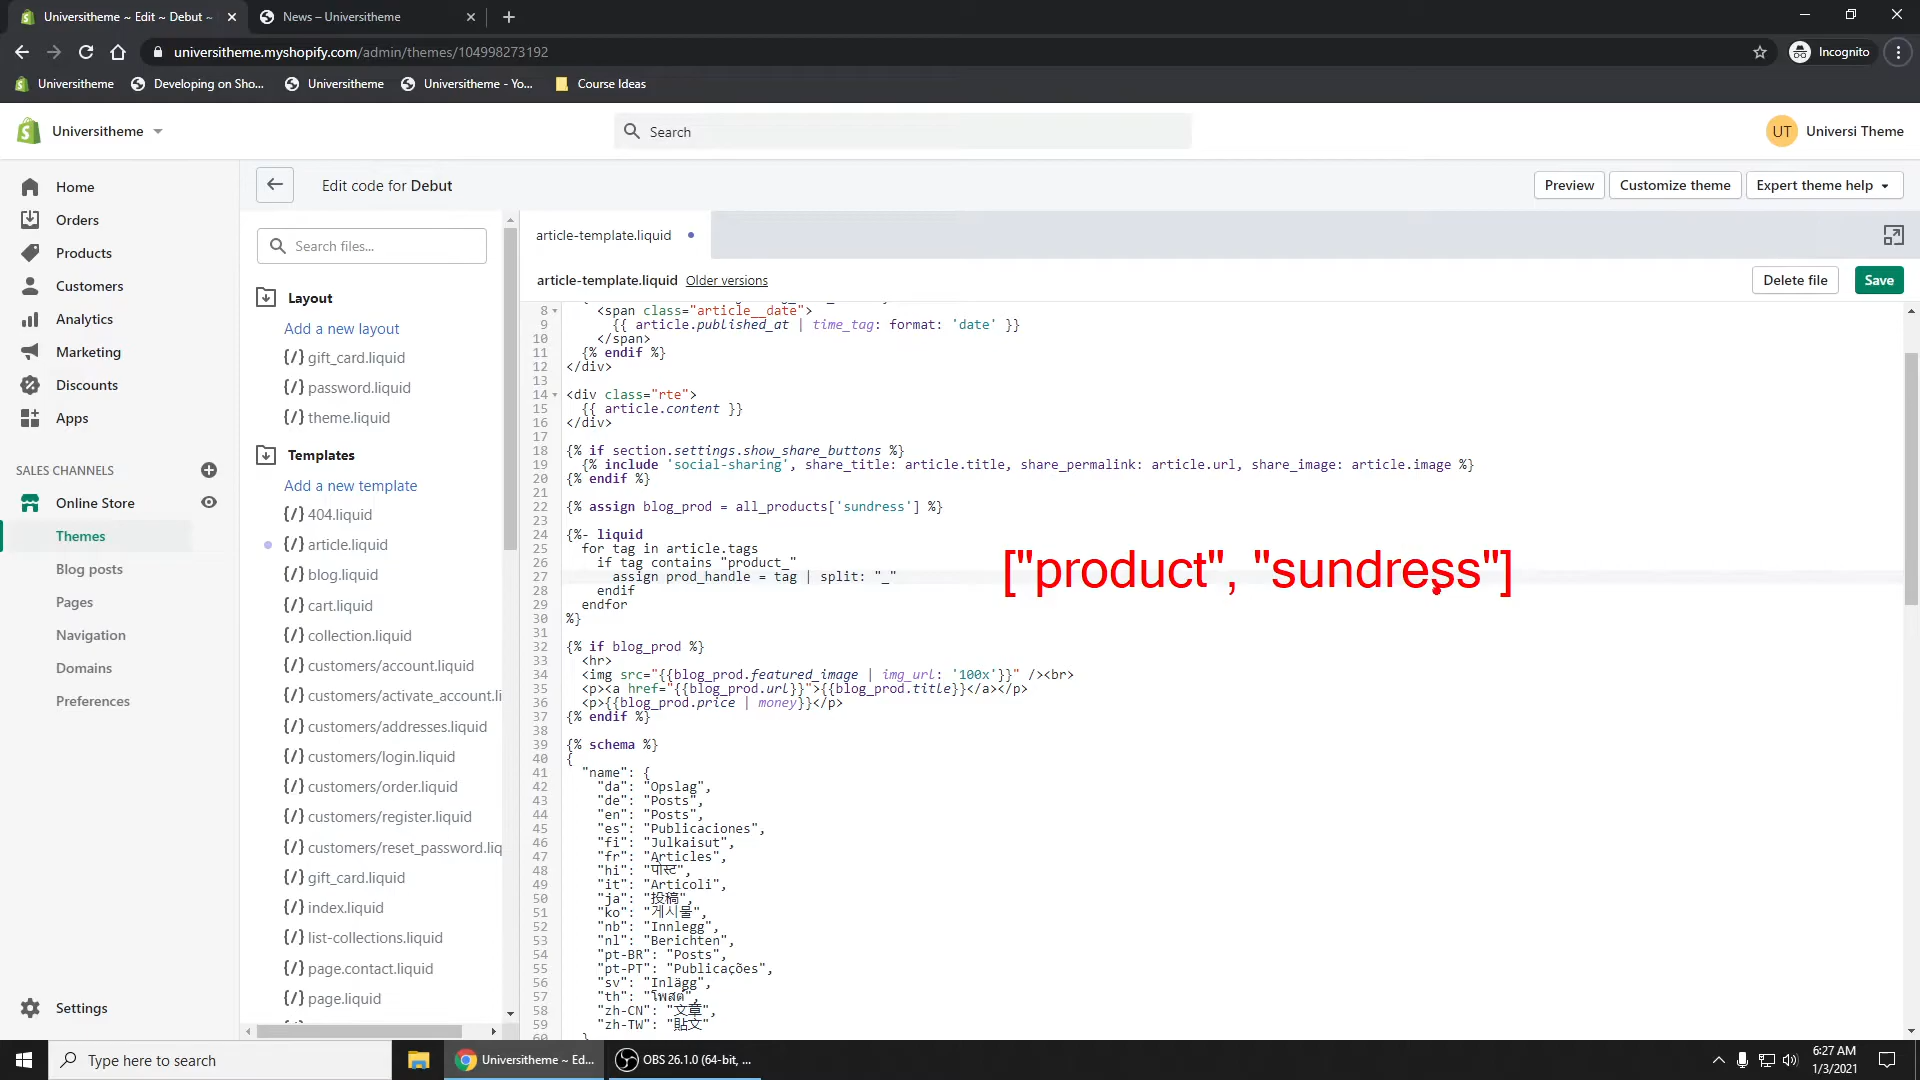 Universitheme ~ Edit ~ Debut ~
News – Universitheme
universitheme.myshopify.com/admin/themes/104998273192
Incognito
Universitheme
Developing on Sho...
Universitheme
Universitheme - Yo...
Course Ideas
Universitheme
Search
UT
Universi Theme
Home
Orders
Products
Customers
Analytics
Marketing
Discounts
Apps
SALES CHANNELS
Online Store
Themes
Blog posts
Pages
Navigation
Domains
Preferences
Settings
Edit code for Debut
Preview
Customize theme
Expert theme help
Search files...
Layout
Add a new layout
{/} gift_card.liquid
{/} password.liquid
{/} theme.liquid
Templates
Add a new template
{/} 404.liquid
{/} article.liquid
{/} blog.liquid
{/} cart.liquid
{/} collection.liquid
{/} customers/account.liquid
{/} customers/activate_account.li
{/} customers/addresses.liquid
{/} customers/login.liquid
{/} customers/order.liquid
{/} customers/register.liquid
{/} customers/reset_password.liq
{/} gift_card.liquid
{/} index.liquid
{/} list-collections.liquid
{/} page.contact.liquid
{/} page.liquid
article-template.liquid
article-template.liquid Older versions
Delete file
Save
8 <span class="article__date">
9 {{ article.published_at | time_tag: format: 'date' }}
10 </span>
11 {% endif %}
12 </div>
13
14 <div class="rte">
15 {{ article.content }}
16 </div>
17
18 {% if section.settings.show_share_buttons %}
19 {% include 'social-sharing', share_title: article.title, share_permalink: article.url, share_image: article.image %}
20 {% endif %}
21
22 {% assign blog_prod = all_products['sundress'] %}
23
24 {%- liquid
25 for tag in article.tags
26 if tag contains "product_"
27 assign prod_handle = tag | split: "_"
28 endif
29 endfor
30 %}
31
32 {% if blog_prod %}
33 <hr>
34 <img src="{{blog_prod.featured_image | img_url: '100x'}}" /><br>
35 <p><a href="{{blog_prod.url}}">{{blog_prod.title}}</a></p>
36 <p>{{blog_prod.price | money}}</p>
37 {% endif %}
38
39 {% schema %}
40 {
41 "name": {
42 "da": "Opslag",
43 "de": "Posts",
44 "en": "Posts",
45 "es": "Publicaciones",
46 "fi": "Julkaisut",
47 "fr": "Articles",
48 "hi": "पोस्ट",
49 "it": "Articoli",
50 "ja": "投稿",
51 "ko": "게시물",
52 "nb": "Innlegg",
53 "nl": "Berichten",
54 "pt-BR": "Posts",
55 "pt-PT": "Publicações",
56 "sv": "Inlägg",
57 "th": "โพสต์",
58 "zh-CN": "文章",
59 "zh-TW": "貼文"
60 }
["product", "sundress"]
Type here to search
Universitheme ~ Ed...
OBS 26.1.0 (64-bit, ...
6:27 AM
1/3/2021